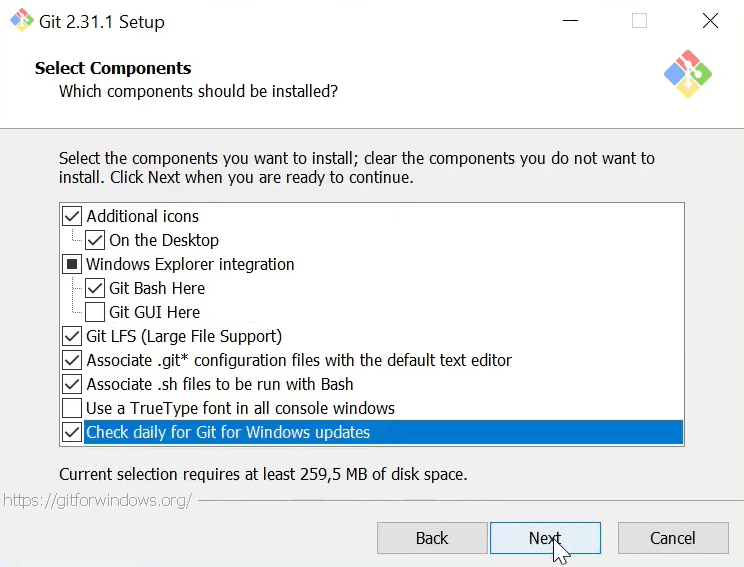 Git 2.31.1 Setup
Select Components
Which components should be installed?
Select the components you want to install; clear the components you do not want to
install. Click Next when you are ready to continue.
Additional icons
On the Desktop
Windows Explorer integration
Git Bash Here
Git GUI Here
Git LFS (Large File Support)
Associate .git* configuration files with the default text editor
Associate .sh files to be run with Bash
Use a TrueType font in all console windows
Check daily for Git for Windows updates
Current selection requires at least 259,5 MB of disk space.
https://gitforwindows.org/
Back Next Cancel